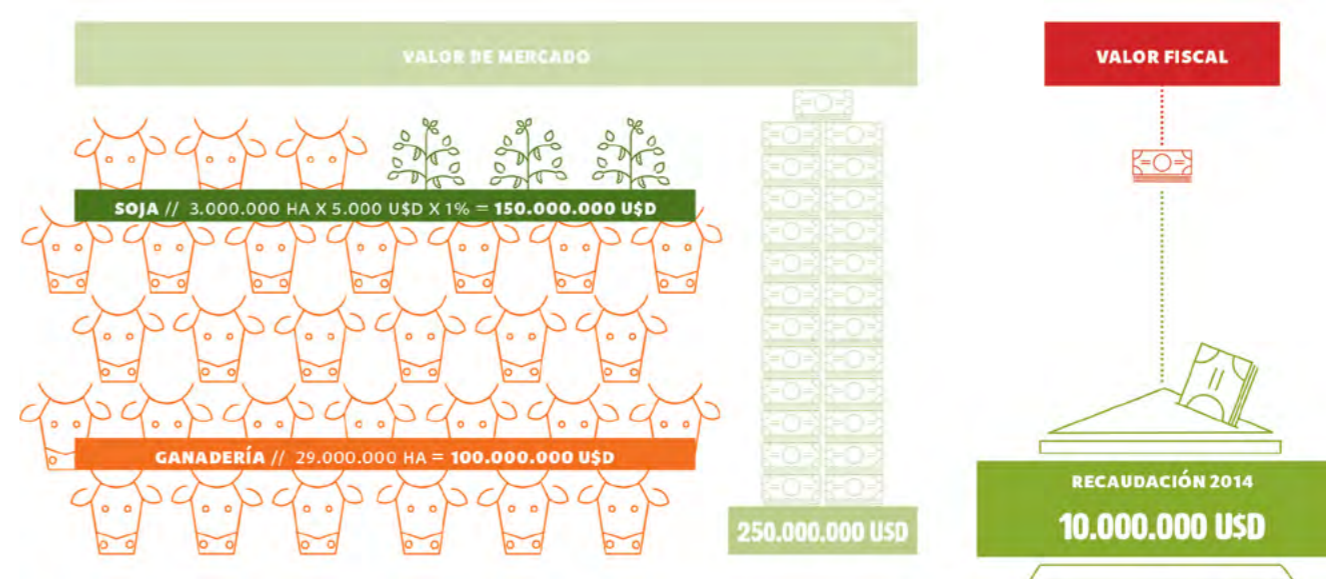 VALOR DE MERCADO
VALOR FISCAL
SOJA // 3.000.000 HA X 5.000 U$D X 1% = 150.000.000 U$D
GANADERÍA // 29.000.000 HA = 100.000.000 U$D
250.000.000 USD
RECAUDACIÓN 2014
10.000.000 U$D